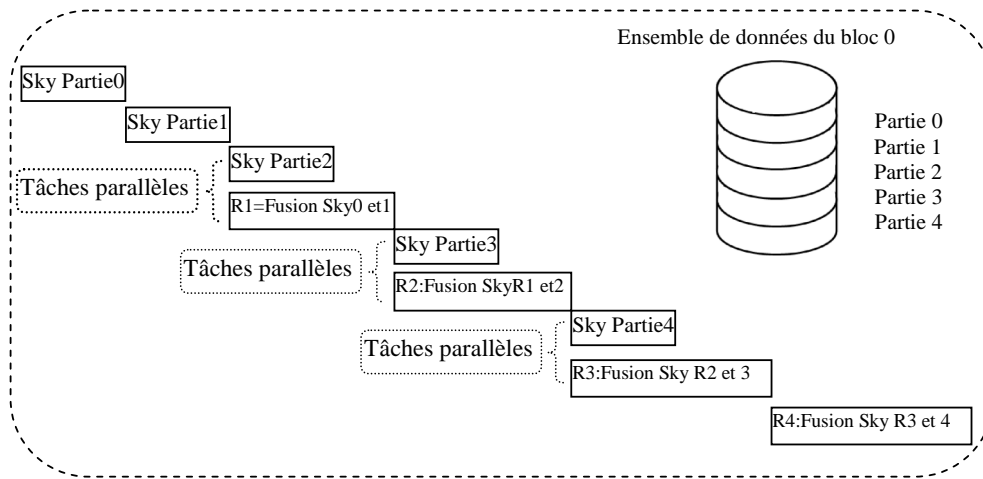 Ensemble de données du bloc 0
Sky Partie0
Sky Partie1
Partie 0
Partie 1
Partie 2
Partie 3
Partie 4
Sky Partie2
Tâches parallèles
R1=Fusion Sky0 et1
Sky Partie3
Tâches parallèles
R2:Fusion SkyR1 et2
Sky Partie4
Tâches parallèles
R3:Fusion Sky R2 et 3
R4:Fusion Sky R3 et 4